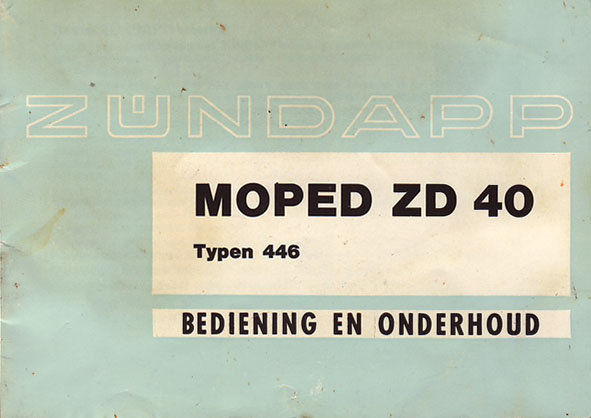 ZÜNDAPP
MOPED ZD 40
Typen 446
BEDIENING EN ONDERHOUD